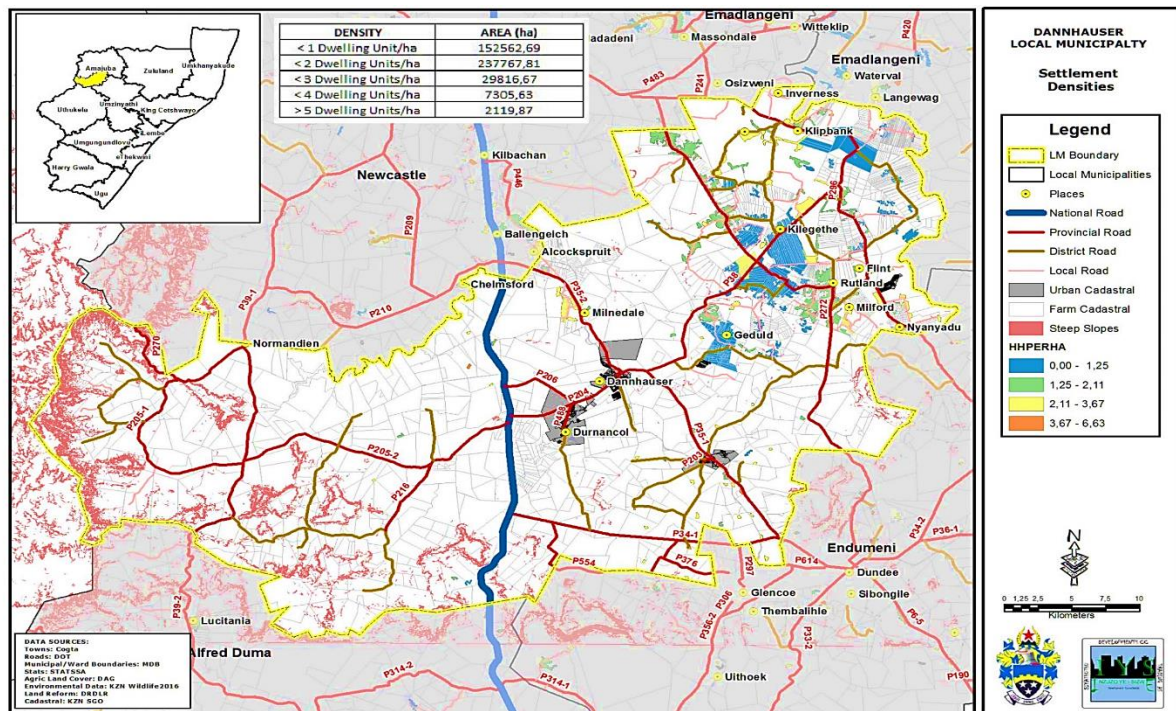 Amajuba
Zululand
Umkhanyakude
Uthukelu
Umzinyathi
King Cetshwayo
iLembe
Umgungundlovu
eThekwini
Harry Gwala
Ugu
DENSITY AREA (ha)
< 1 Dwelling Unit/ha 152562,69
< 2 Dwelling Units/ha 237767,81
< 3 Dwelling Units/ha 29816,67
< 4 Dwelling Units/ha 7305,63
> 5 Dwelling Units/ha 2119,87
Emadlangeni
Witteklip
P420
Massondale
P483
P241
Emadlangeni
Osizweni
Waterval
Inverness
Langewag
Klipbank
Kilbachan
P446
Newcastle
P209
P296
Kilegethe
Ballengeich
Alcockspruit
P39-1
Chelmsford
P35-2
P38
Flint
Rutland
P210
Milnedale
P272
Milford
Nyanyadu
P270
Normandien
Geduld
P206
Dannhauser
P204
P205-1
P488
Durnancol
P205-2
P35-1
P203
P216
P34-1
P554
P376
P297
P614
Endumeni
P34-2
P36-1
Dundee
Glencoe
Sibongile
P39-2
Lucitania
P306
P356-2
Thembalihle
P33-2
P6-5
Alfred Duma
P314-2
P314-1
Uithoek
P190
DATA SOURCES:
Towns: Cogta
Roads: DOT
Municipal/Ward Boundaries: MDB
Stats: STATSSA
Agric Land Cover: DAG
Environmental Data: KZN Wildlife2016
Land Reform: DRDLR
Cadastral: KZN SGO
DANNHAUSER
LOCAL MUNICIPALTY
Settlement
Densities
Legend
LM Boundary
Local Municipalities
Places
National Road
Provincial Road
District Road
Local Road
Urban Cadastral
Farm Cadastral
Steep Slopes
HHPERHA
0,00 - 1,25
1,25 - 2,11
2,11 - 3,67
3,67 - 6,63
N
0 1,25 2,5 5 7,5 10
Kilometers